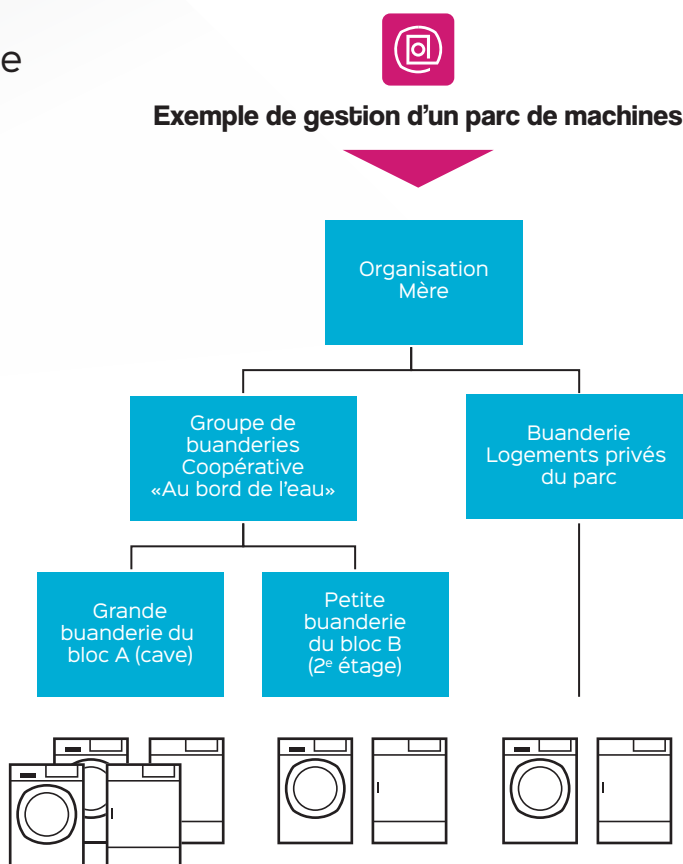 e
Exemple de gestion d'un parc de machines
Organisation
Mère
Groupe de
buanderies
Coopérative
«Au bord de l'eau»
Buanderie
Logements privés
du parc
Grande
buanderie du
bloc A (cave)
Petite
buanderie
du bloc B
(2e étage)